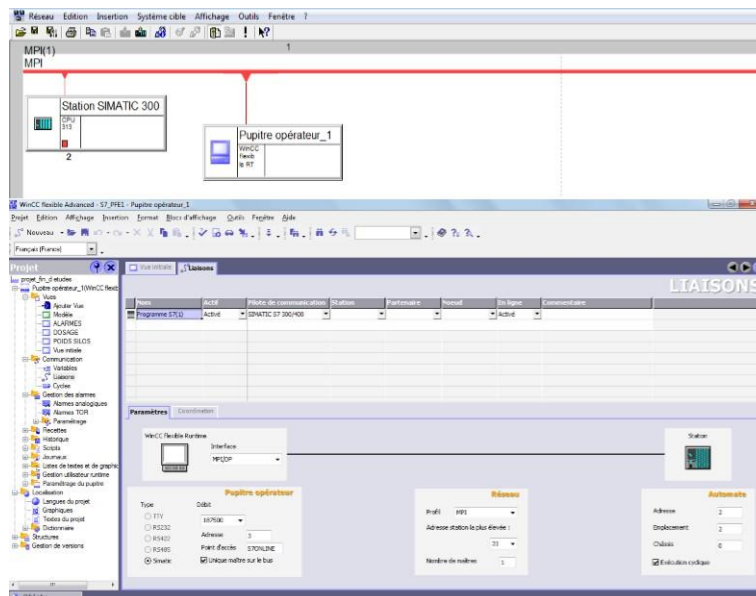 Réseau Edition Insertion Système cible Affichage Outils Fenêtre ?
MPI(1)
MPI
1
Station SIMATIC 300
CPU
313
2
Pupitre opérateur_1
WinCC
flexib
le RT
WinCC flexible Advanced - S7_PFE1 - Pupitre opérateur_1
Projet Edition Affichage Insertion Format Blocs d'affichage Outils Fenêtre Aide
Nouveau
Français (France)
Projet
Vue initiale
Liaisons
LIAISONS
projet_fin_d etudes
Pupitre opérateur_1(WinCC flexib
Vues
Ajouter Vue
Modèle
ALARMES
DOSAGE
POIDS SILOS
Vue initiale
Communication
Variables
Liaisons
Cycles
Gestion des alarmes
Alarmes analogiques
Alarmes TOR
Paramétrage
Recettes
Historique
Scripts
Journaux
Listes de textes et de graphic
Gestion utilisateur runtime
Paramétrage du pupitre
Localisation
Langues du projet
Graphiques
Textes du projet
Dictionnaire
Structures
Gestion de versions
Nom Actif Pilote de communication Station Partenaire Noeud En ligne Commentaire
Programme S7(1) Activé SIMATIC S7 300/400 Activé
Paramètres Coordination
WinCC flexible Runtime
Interface
MPI/DP
Station
Pupitre opérateur
Type
TTY
RS232
RS422
RS485
Simatic
Débit
187500
Adresse 3
Point d'accès S7ONLINE
Unique maître sur le bus
Réseau
Profil MPI
Adresse station la plus élevée :
31
Nombre de maîtres 1
Automate
Adresse 2
Emplacement 2
Châssis 0
Exécution cyclique